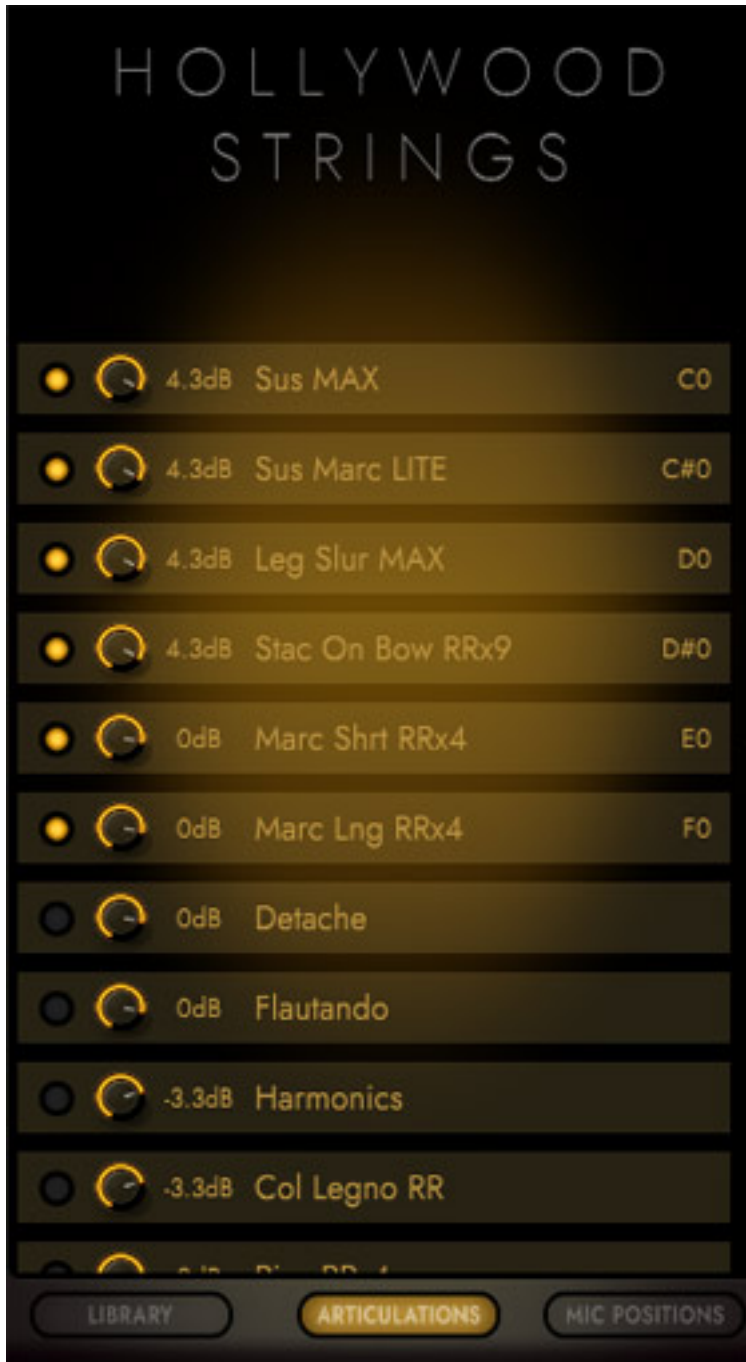 HOLLYWOOD
STRINGS
4.3dB Sus MAX C0
4.3dB Sus Marc LITE C#0
4.3dB Leg Slur MAX D0
4.3dB Stac On Bow RRx9 D#0
0dB Marc Shrt RRx4 E0
0dB Marc Lng RRx4 F0
0dB Detache
0dB Flautando
-3.3dB Harmonics
-3.3dB Col Legno RR
LIBRARY ARTICULATIONS MIC POSITIONS